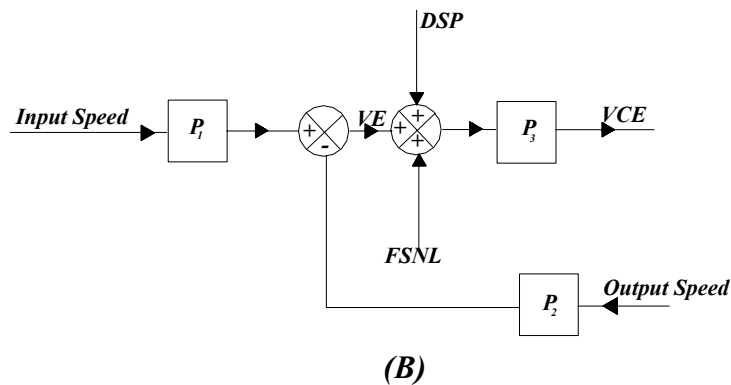 DSP
Input Speed
P1
+
-
VE
+
+
+
P3
VCE
FSNL
P2
Output Speed
(B)